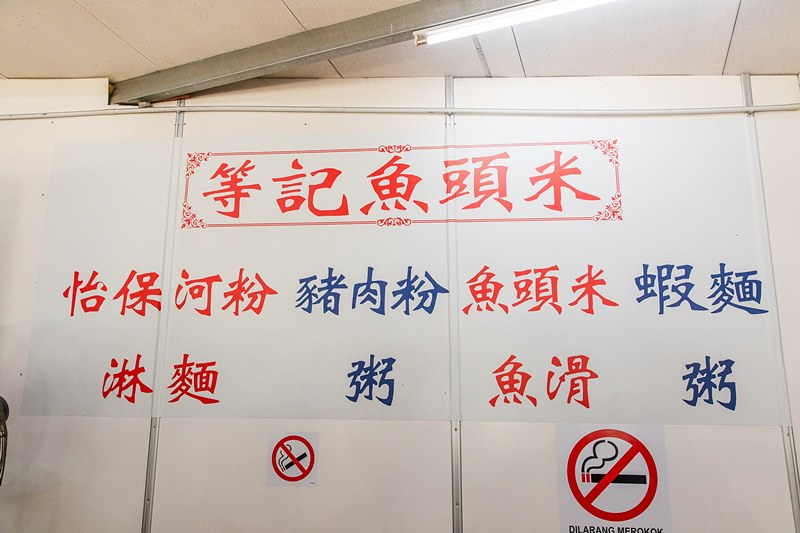 等記魚頭米
怡保河粉 豬肉粉 魚頭米 蝦麵
淋麵 粥 魚滑 粥
DILARANG MEROKOK